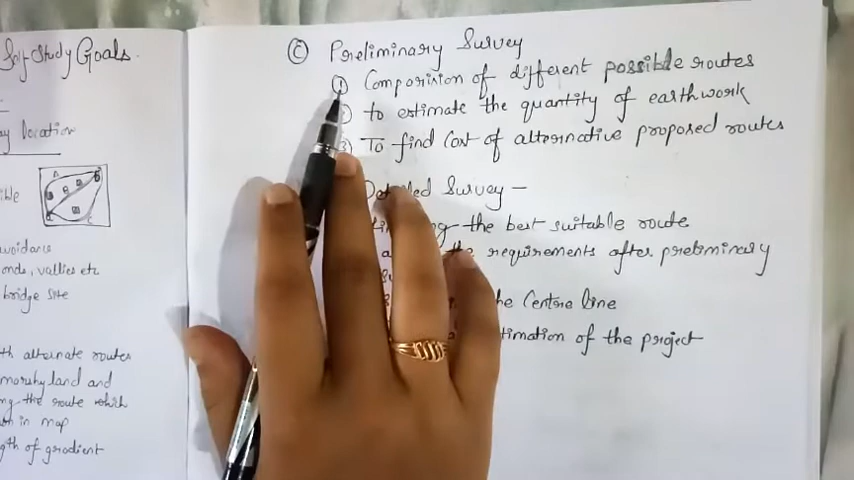 Self Study Goals.
Location
avoidance
onds, vallies etc
bridge site
th alternate routes
marshy land and
ng the route which
in map
gth of gradient
Ⓒ Preliminary Survey
① Comparision of different possible routes
to estimate the quantity of earthwork
To find Cost of alternative proposed routes
Detailed Survey —
the best suitable route
the requirements after preliminary
the Centre line
timation of the project